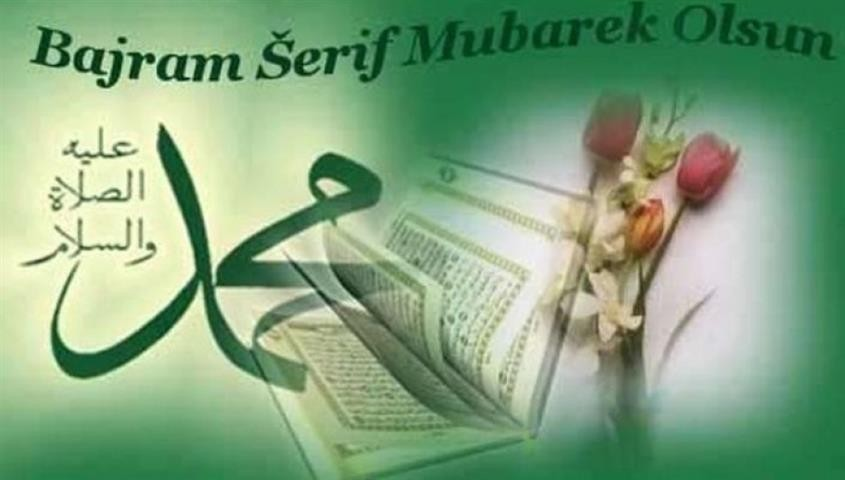 Bajram Šerif Mubarek Olsun
محمد
عليه
الصلاة
والسلام